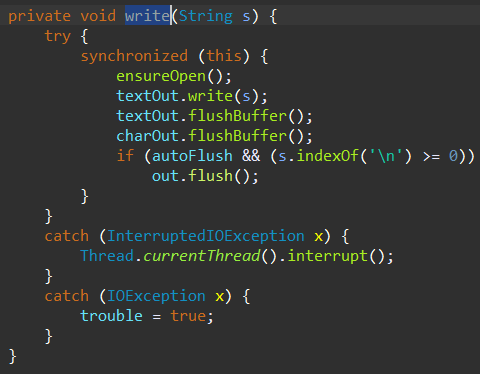 private void write(String s) {
    try {
        synchronized (this) {
            ensureOpen();
            textOut.write(s);
            textOut.flushBuffer();
            charOut.flushBuffer();
            if (autoFlush && (s.indexOf('\n') >= 0))
                out.flush();
        }
    }
    catch (InterruptedIOException x) {
        Thread.currentThread().interrupt();
    }
    catch (IOException x) {
        trouble = true;
    }
}